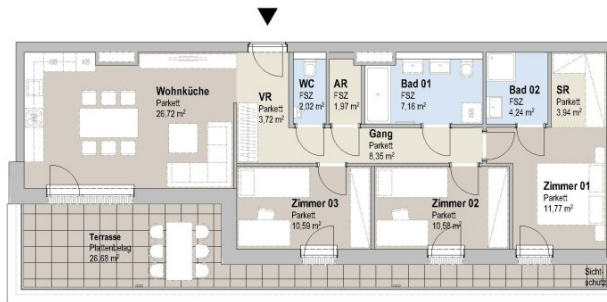 Wohnküche
Parkett
26,72 m²
VR
Parkett
3,72 m²
WC
FSZ
2,02 m²
AR
FSZ
1,97 m²
Bad 01
FSZ
7,16 m²
Bad 02
FSZ
4,24 m²
SR
Parkett
3,94 m²
Gang
Parkett
8,35 m²
Zimmer 03
Parkett
10,59 m²
Zimmer 02
Parkett
10,58 m²
Zimmer 01
Parkett
11,77 m²
Terrasse
Plattenbelag
26,68 m²
Sicht-
schutz